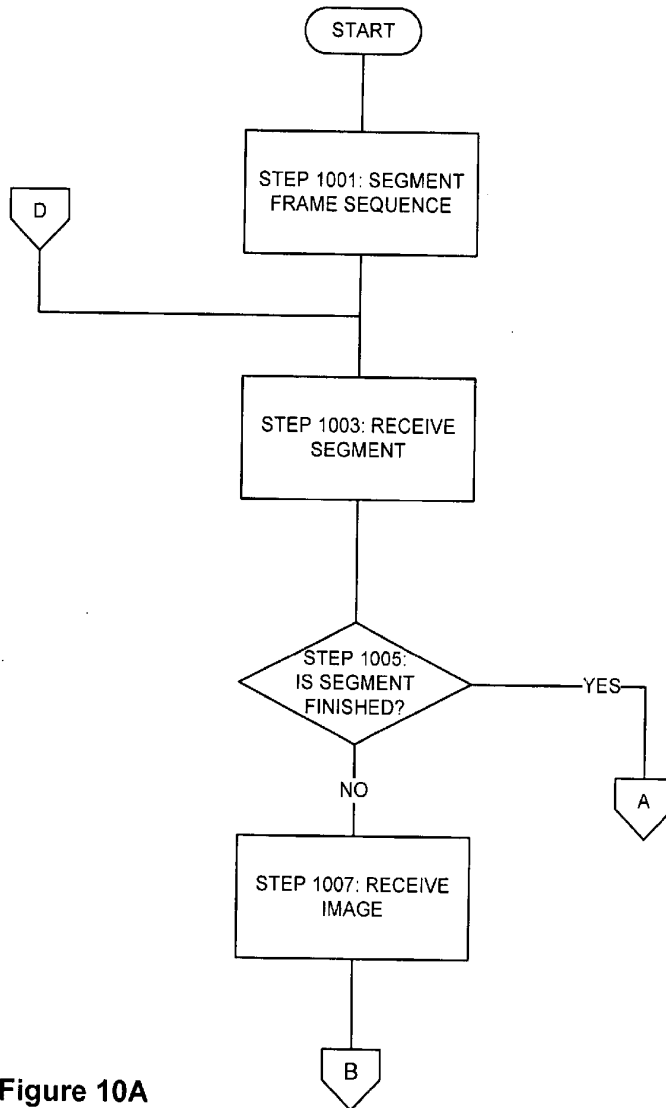 START
STEP 1001: SEGMENT
FRAME SEQUENCE
D
STEP 1003: RECEIVE
SEGMENT
STEP 1005:
IS SEGMENT
FINISHED?
YES
A
NO
STEP 1007: RECEIVE
IMAGE
B
Figure 10A